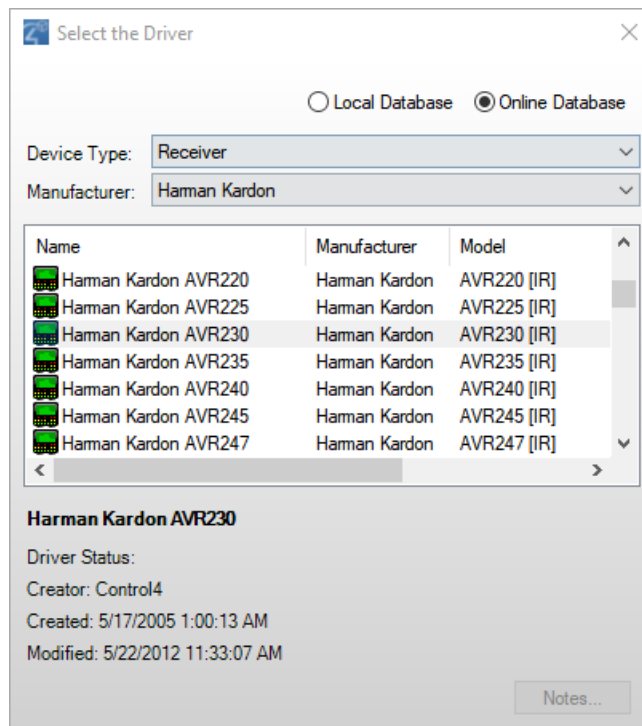 Select the Driver
Local Database Online Database
Device Type: Receiver
Manufacturer: Harman Kardon
Name Manufacturer Model
Harman Kardon AVR220 Harman Kardon AVR220 [IR]
Harman Kardon AVR225 Harman Kardon AVR225 [IR]
Harman Kardon AVR230 Harman Kardon AVR230 [IR]
Harman Kardon AVR235 Harman Kardon AVR235 [IR]
Harman Kardon AVR240 Harman Kardon AVR240 [IR]
Harman Kardon AVR245 Harman Kardon AVR245 [IR]
Harman Kardon AVR247 Harman Kardon AVR247 [IR]
Harman Kardon AVR230
Driver Status:
Creator: Control4
Created: 5/17/2005 1:00:13 AM
Modified: 5/22/2012 11:33:07 AM
Notes...